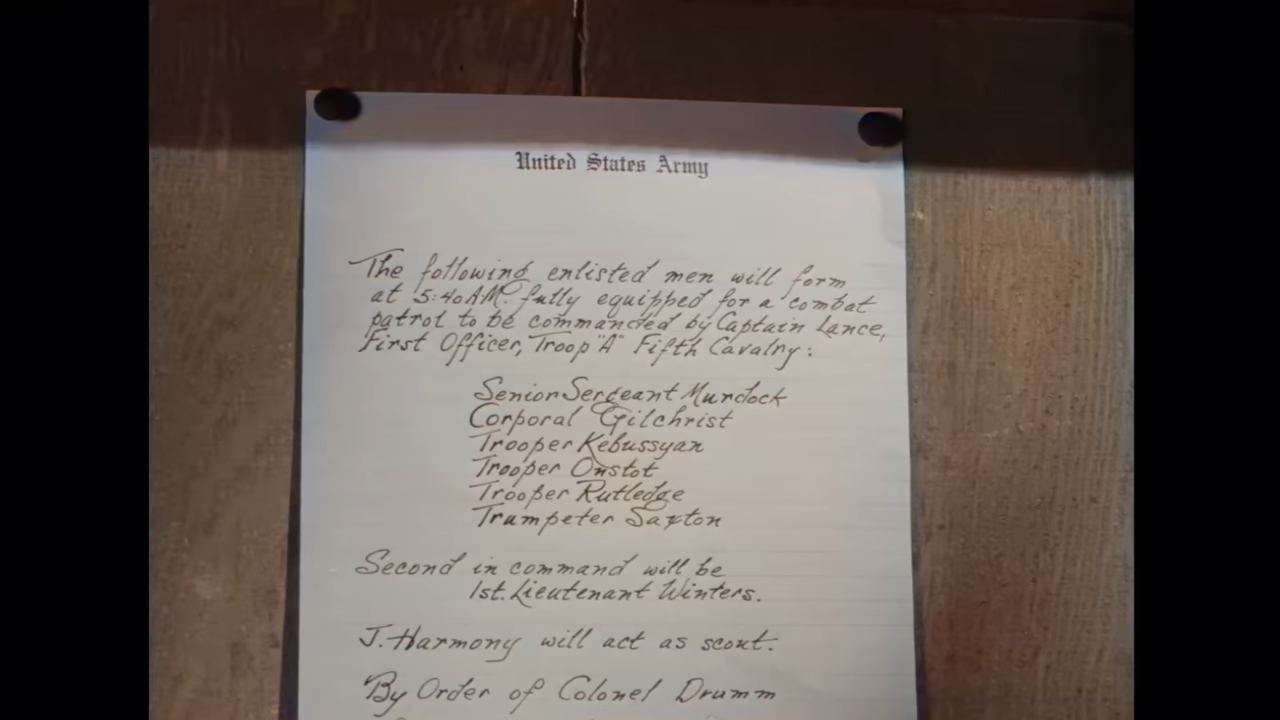 United States Army
The following enlisted men will form
at 5:40 A.M. fully equipped for a combat
patrol to be commanded by Captain Lance,
First Officer, Troop "A" Fifth Cavalry:
Senior Sergeant Murdock
Corporal Gilchrist
Trooper Kebussyan
Trooper Onstot
Trooper Rutledge
Trumpeter Saxton
Second in command will be
1st. Lieutenant Winters.
J. Harmony will act as scout.
By Order of Colonel Drumm